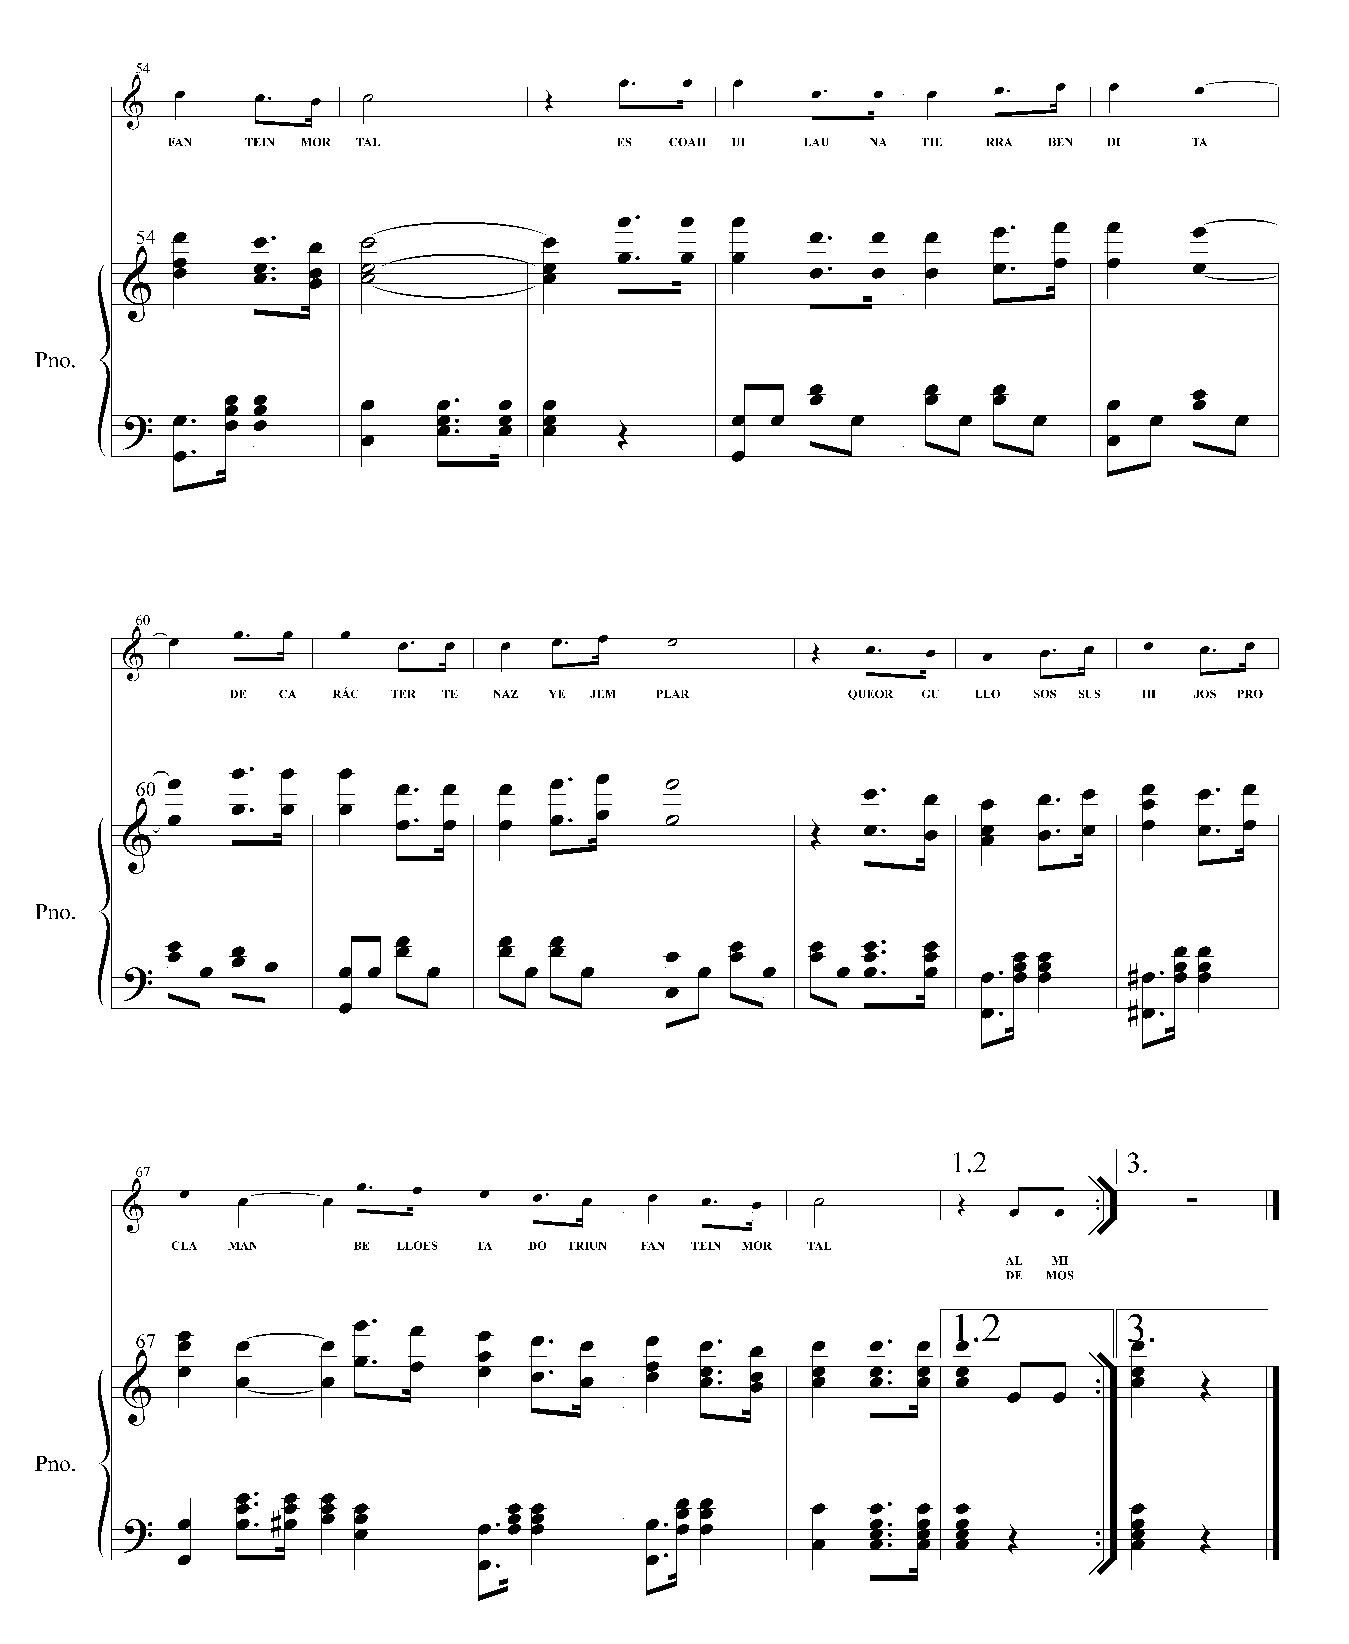 54
FAN TEIN MOR TAL ES COAH UI LAU NA TIE RRA BEN DI TA
54
Pno.
60
DE CA RÁC TER TE NAZ YE JEM PLAR QUEOR GU LLO SOS SUS HI JOS PRO
60
Pno.
67 1.2 3.
CLA MAN BE LLOES TA DO TRIUN FAN TEIN MOR TAL
AL MI
DE MOS
67 1.2 3.
Pno.